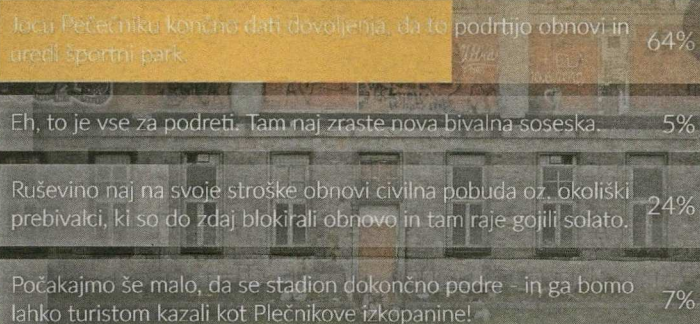 Jocu Pečečniku končno dati dovoljenja, da to podrtijo obnovi in
uredi športni park.
64%
Eh, to je vse za podreti. Tam naj zraste nova bivalna soseska.
5%
Ruševino naj na svoje stroške obnovi civilna pobuda oz. okoliški
prebivalci, ki so do zdaj blokirali obnovo in tam raje gojili solato.
24%
Počakajmo še malo, da se stadion dokončno podre - in ga bomo
lahko turistom kazali kot Plečnikove izkopanine!
7%